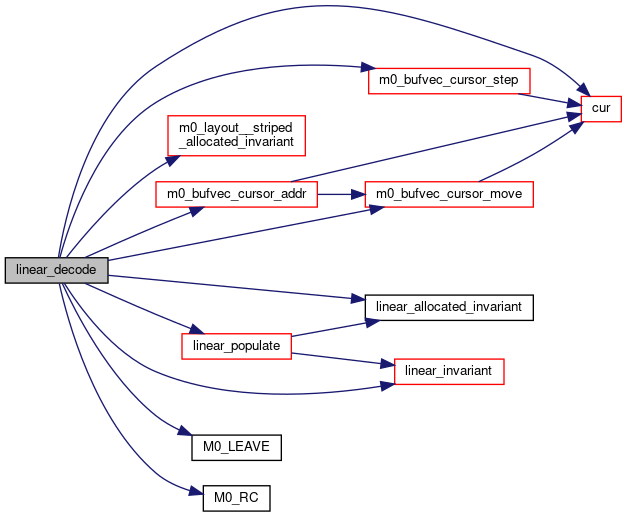 m0_bufvec_cursor_step
cur
m0_layout__striped
_allocated_invariant
m0_bufvec_cursor_addr
m0_bufvec_cursor_move
linear_decode
linear_allocated_invariant
linear_populate
linear_invariant
M0_LEAVE
M0_RC